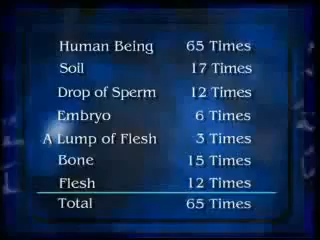 Human Being 65 Times
Soil 17 Times
Drop of Sperm 12 Times
Embryo 6 Times
A Lump of Flesh 3 Times
Bone 15 Times
Flesh 12 Times
Total 65 Times